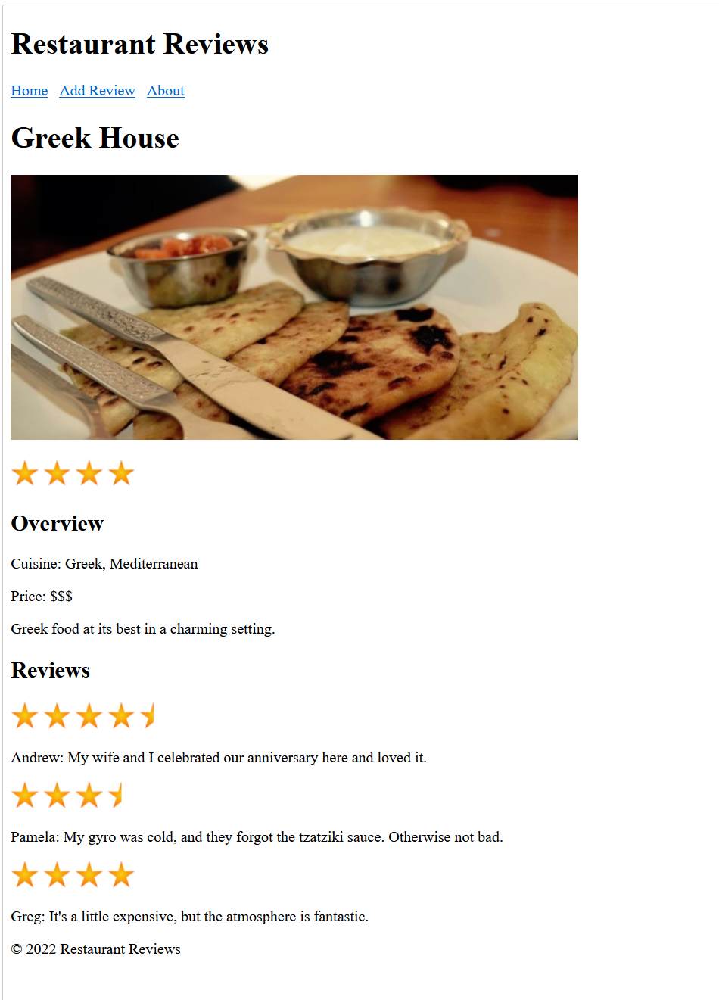 Restaurant Reviews
Home Add Review About
Greek House
Overview
Cuisine: Greek, Mediterranean
Price: $$$
Greek food at its best in a charming setting.
Reviews
Andrew: My wife and I celebrated our anniversary here and loved it.
Pamela: My gyro was cold, and they forgot the tzatziki sauce. Otherwise not bad.
Greg: It's a little expensive, but the atmosphere is fantastic.
© 2022 Restaurant Reviews